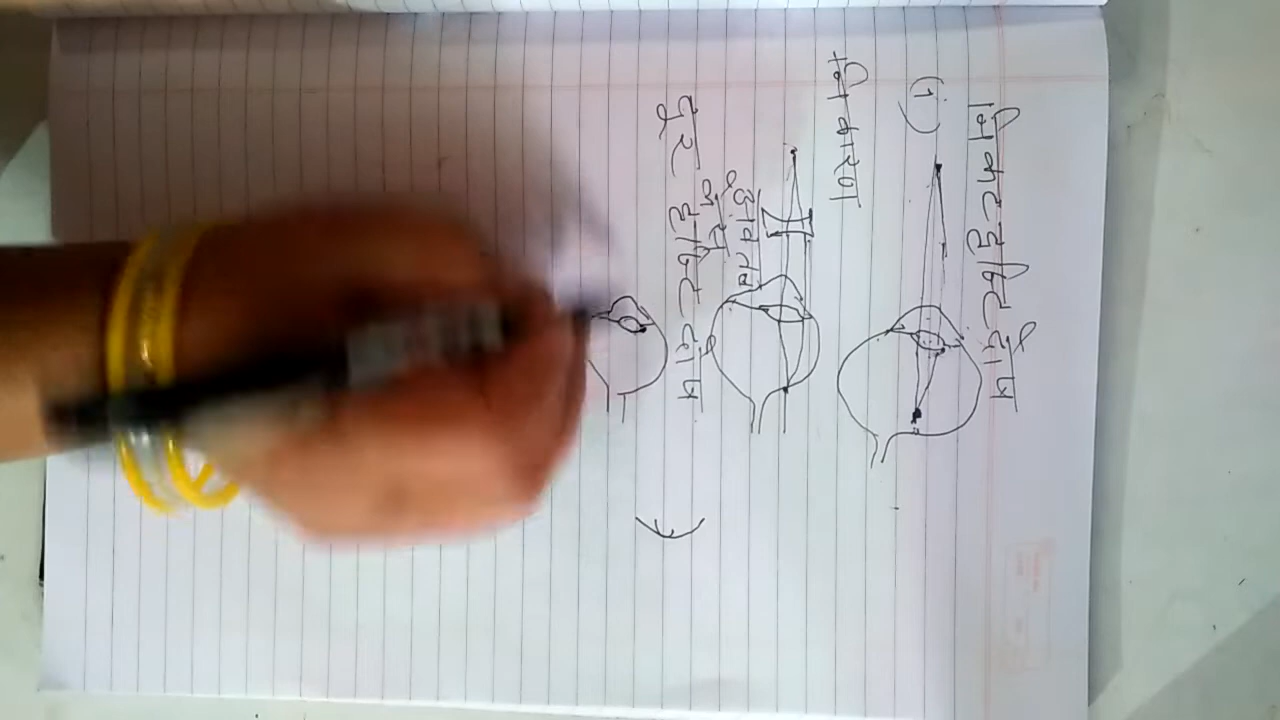 निकट दृष्टि दोष
(1)
निवारण
अवतल
लेंस
दूर दृष्टि दोष